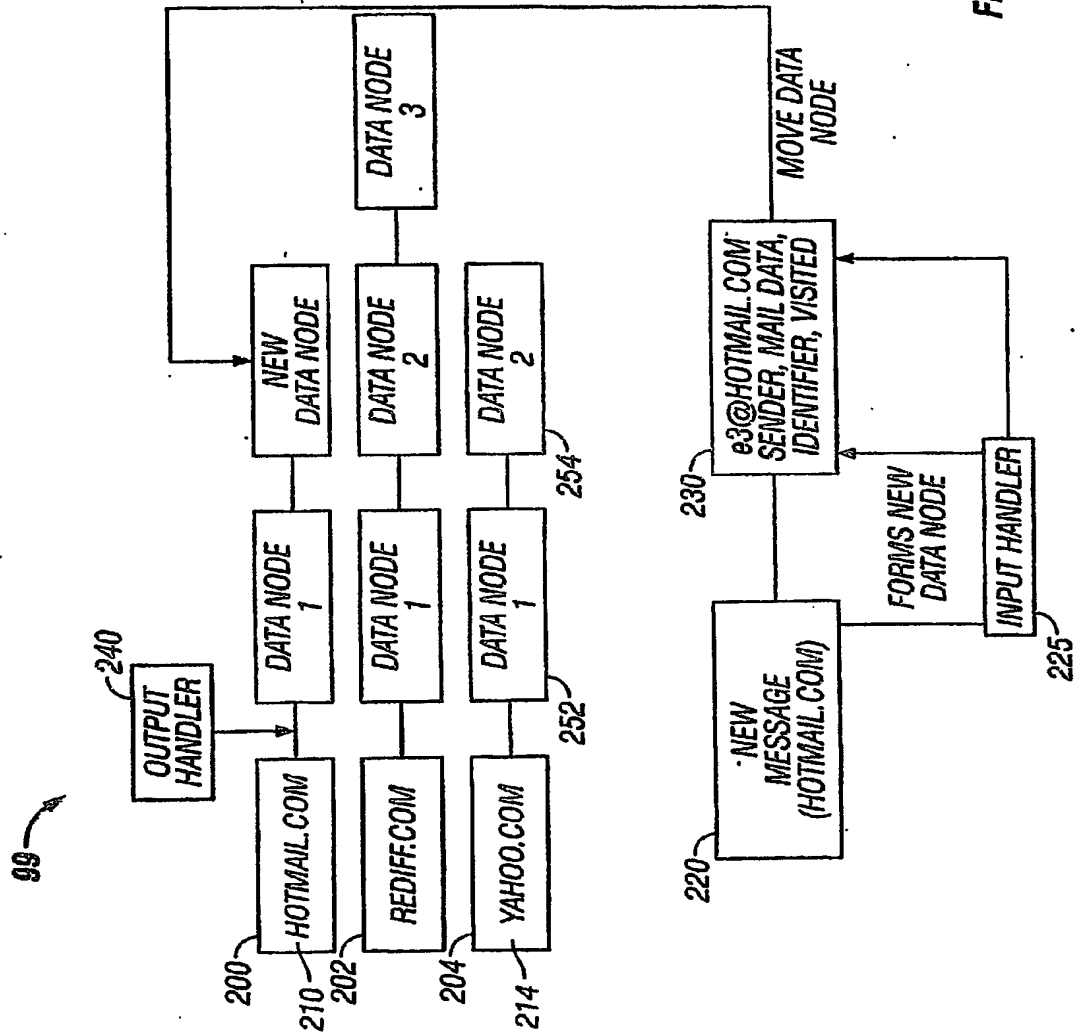 99
240
OUTPUT
HANDLER
200
HOTMAIL.COM
210
DATA NODE
1
NEW
DATA NODE
202
REDIFF.COM
DATA NODE
1
DATA NODE
2
DATA NODE
3
204
YAHOO.COM
214
DATA NODE
1
252
DATA NODE
2
254
220
NEW
MESSAGE
(HOTMAIL.COM)
230
e3@HOTMAIL.COM
SENDER, MAIL DATA,
IDENTIFIER, VISITED
MOVE DATA
NODE
FORMS NEW
DATA NODE
INPUT HANDLER
225